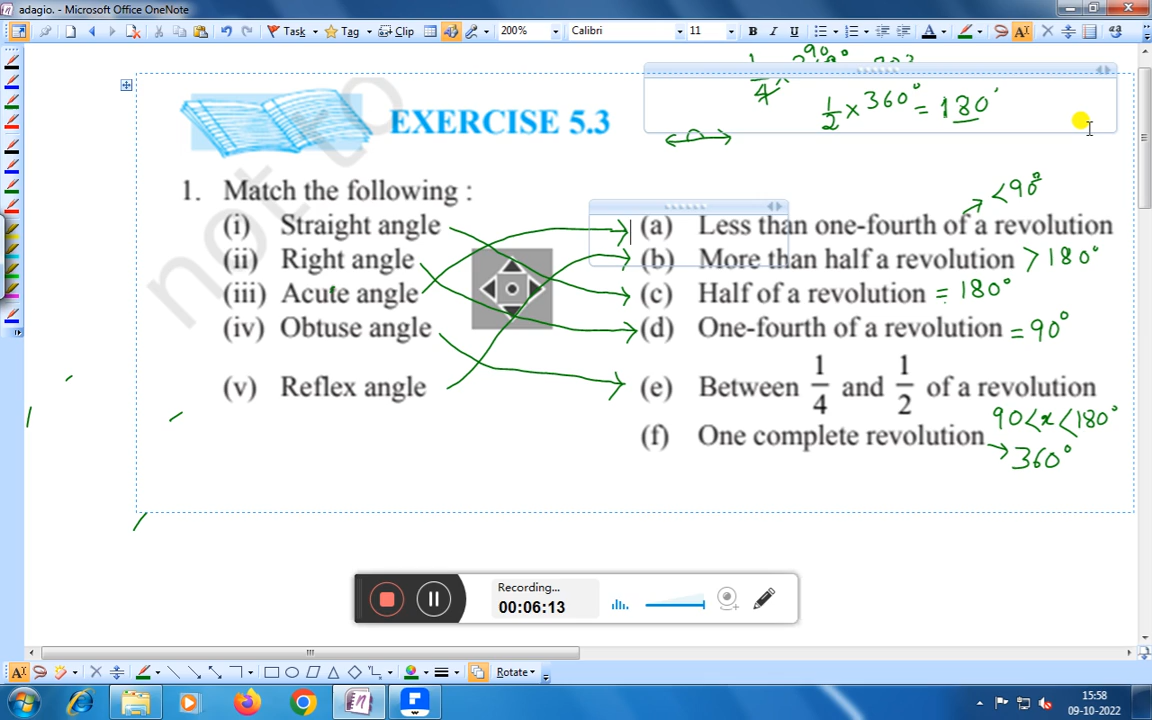 adagio. - Microsoft Office OneNote
Task Tag Clip 200% Calibri 11 B I U A
1/4 ×
1/2 × 360° = 180°
EXERCISE 5.3
not to
1. Match the following :
(i) Straight angle (a) Less than one-fourth of a revolution <90°
(ii) Right angle (b) More than half a revolution > 180°
(iii) Acute angle (c) Half of a revolution = 180°
(iv) Obtuse angle (d) One-fourth of a revolution = 90°
(v) Reflex angle (e) Between 1/4 and 1/2 of a revolution
90<x<180°
(f) One complete revolution → 360°
Recording...
00:06:13
Rotate
15:58
09-10-2022